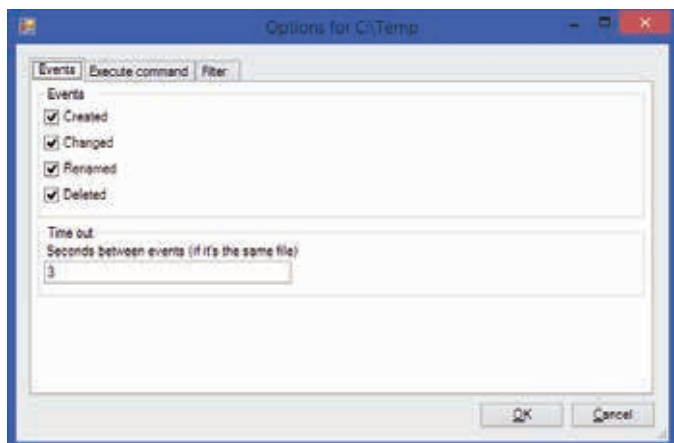 Options for C:\Temp
Events Execute command Filter
Events
Created
Changed
Renamed
Deleted
Time out
Seconds between events (if it's the same file)
3
OK Cancel